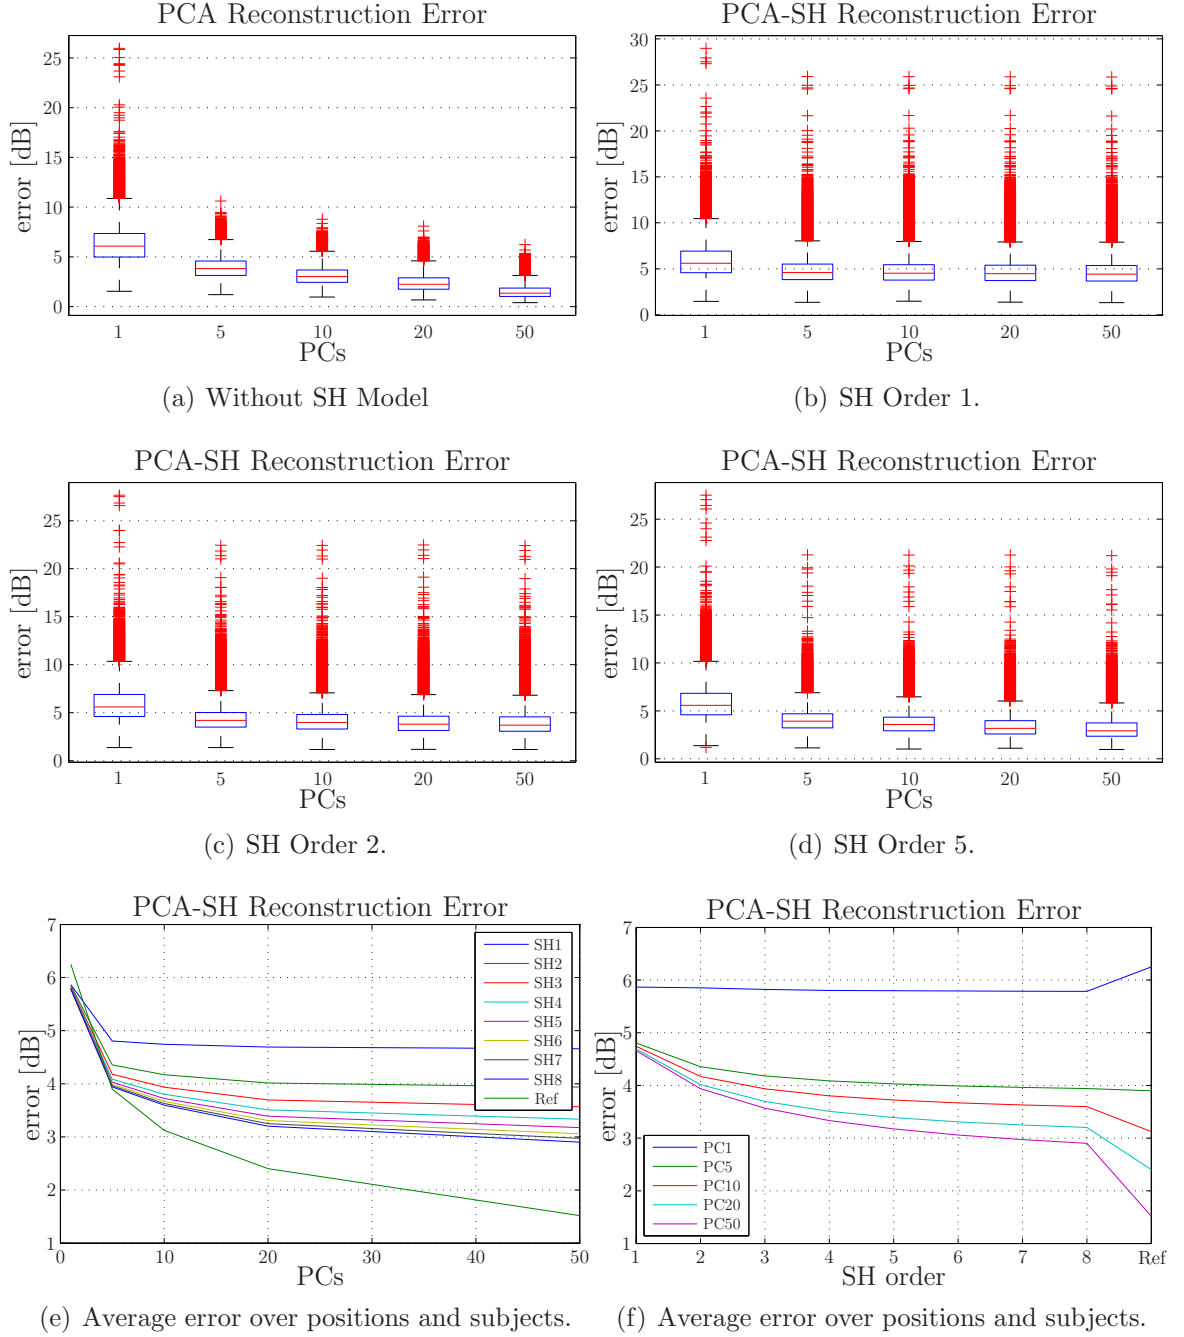 PCA Reconstruction Error
error [dB]
25
20
15
10
5
0
1 5 10 20 50
PCs
(a) Without SH Model
PCA-SH Reconstruction Error
error [dB]
30
25
20
15
10
5
0
1 5 10 20 50
PCs
(b) SH Order 1.
PCA-SH Reconstruction Error
error [dB]
25
20
15
10
5
0
1 5 10 20 50
PCs
(c) SH Order 2.
PCA-SH Reconstruction Error
error [dB]
25
20
15
10
5
0
1 5 10 20 50
PCs
(d) SH Order 5.
PCA-SH Reconstruction Error
error [dB]
7
6
5
4
3
2
1
SH1
SH2
SH3
SH4
SH5
SH6
SH7
SH8
Ref
0 10 20 30 40 50
PCs
(e) Average error over positions and subjects.
PCA-SH Reconstruction Error
error [dB]
7
6
5
4
3
2
1
PC1
PC5
PC10
PC20
PC50
1 2 3 4 5 6 7 8 Ref
SH order
(f) Average error over positions and subjects.